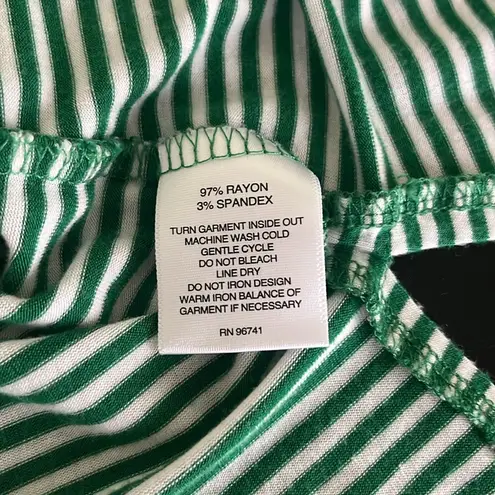 97% RAYON
3% SPANDEX
TURN GARMENT INSIDE OUT
MACHINE WASH COLD
GENTLE CYCLE
DO NOT BLEACH
LINE DRY
DO NOT IRON DESIGN
WARM IRON BALANCE OF
GARMENT IF NECESSARY
RN 96741